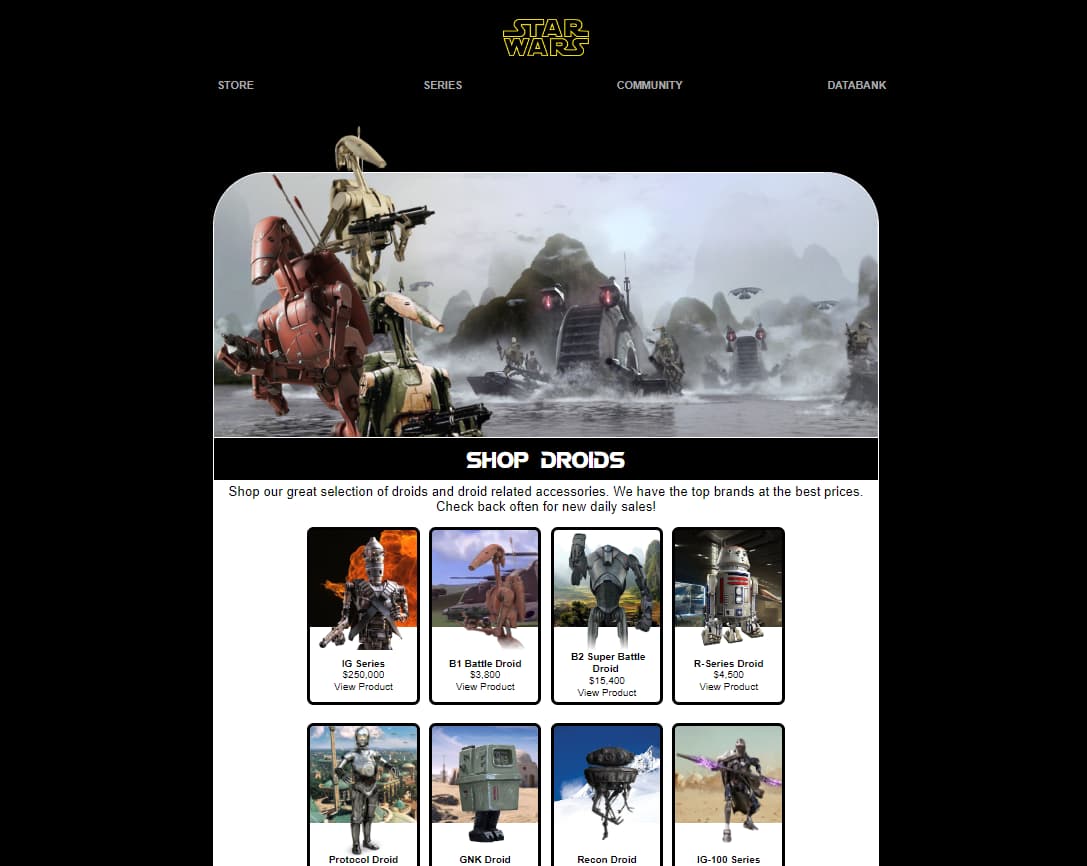 STAR
WARS
STORE SERIES COMMUNITY DATABANK
SHOP DROIDS
Shop our great selection of droids and droid related accessories. We have the top brands at the best prices.
Check back often for new daily sales!
IG Series
$250,000
View Product
B1 Battle Droid
$3,800
View Product
B2 Super Battle
Droid
$15,400
View Product
R-Series Droid
$4,500
View Product
Protocol Droid
GNK Droid
Recon Droid
IG-100 Series